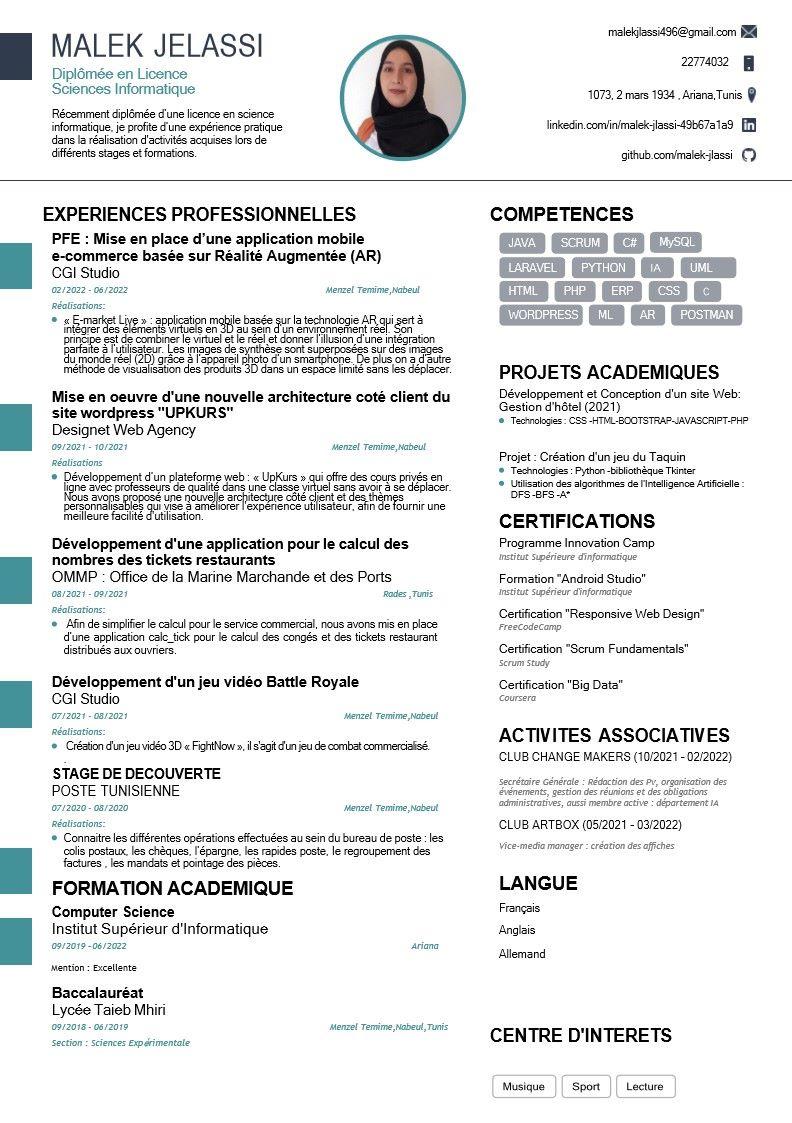 MALEK JELASSI
Diplômée en Licence
Sciences Informatique
Récemment diplômée d'une licence en science
informatique, je profite d'une expérience pratique
dans la réalisation d'activités acquises lors de
différents stages et formations.
malekjlassi496@gmail.com
22774032
1073, 2 mars 1934 , Ariana,Tunis
linkedin.com/in/malek-jlassi-49b67a1a9
github.com/malek-jlassi
EXPERIENCES PROFESSIONNELLES
PFE : Mise en place d'une application mobile
e-commerce basée sur Réalité Augmentée (AR)
CGI Studio
02/2022 - 06/2022 Menzel Temime,Nabeul
Réalisations:
« E-market Live » : application mobile basée sur la technologie AR qui sert à
intégrer des éléments virtuels en 3D au sein d'un environnement réel. Son
principe est de combiner le virtuel et le réel et donner l'illusion d'une intégration
parfaite à l'utilisateur. Les images de synthèse sont superposées sur des images
du monde réel (2D) grâce à l'appareil photo d'un smartphone. De plus on a d'autre
méthode de visualisation des produits 3D dans un espace limité sans les déplacer.
Mise en oeuvre d'une nouvelle architecture coté client du
site wordpress "UPKURS"
Designet Web Agency
09/2021 - 10/2021 Menzel Temime,Nabeul
Réalisations
Développement d'un plateforme web : « UpKurs » qui offre des cours privés en
ligne avec professeurs de qualité dans une classe virtuel sans avoir à se déplacer.
Nous avons proposé une nouvelle architecture côté client et des thèmes
personnalisables qui vise à améliorer l'expérience utilisateur, afin de fournir une
meilleure facilité d'utilisation.
Développement d'une application pour le calcul des
nombres des tickets restaurants
OMMP : Office de la Marine Marchande et des Ports
08/2021 - 09/2021 Rades ,Tunis
Réalisations:
Afin de simplifier le calcul pour le service commercial, nous avons mis en place
d'une application calc_tick pour le calcul des congés et des tickets restaurant
distribués aux ouvriers.
Développement d'un jeu vidéo Battle Royale
CGI Studio
07/2021 - 08/2021 Menzel Temime,Nabeul
Réalisations:
Création d'un jeu vidéo 3D « FightNow », il s'agit d'un jeu de combat commercialisé.
.
STAGE DE DECOUVERTE
POSTE TUNISIENNE
07/2020 - 08/2020 Menzel Temime,Nabeul
Réalisations:
Connaitre les différentes opérations effectuées au sein du bureau de poste : les
colis postaux, les chèques, l'épargne, les rapides poste, le regroupement des
factures , les mandats et pointage des pièces.
FORMATION ACADEMIQUE
Computer Science
Institut Supérieur d'Informatique
09/2019 - 06/2022 Ariana
Mention : Excellente
Baccalauréat
Lycée Taieb Mhiri
09/2018 - 06/2019 Menzel Temime,Nabeul,Tunis
Section : Sciences Expérimentale
COMPETENCES
JAVA SCRUM C# MySQL
LARAVEL PYTHON IA UML
HTML PHP ERP CSS C
WORDPRESS ML AR POSTMAN
PROJETS ACADEMIQUES
Développement et Conception d'un site Web:
Gestion d'hôtel (2021)
Technologies : CSS -HTML-BOOTSTRAP-JAVASCRIPT-PHP
Projet : Création d'un jeu du Taquin
Technologies : Python -bibliothèque Tkinter
Utilisation des algorithmes de l'Intelligence Artificielle :
DFS -BFS -A*
CERTIFICATIONS
Programme Innovation Camp
Institut Supérieure d'informatique
Formation "Android Studio"
Institut Supérieur d'informatique
Certification "Responsive Web Design"
FreeCodeCamp
Certification "Scrum Fundamentals"
Scrum Study
Certification "Big Data"
Coursera
ACTIVITES ASSOCIATIVES
CLUB CHANGE MAKERS (10/2021 - 02/2022)
Secrétaire Générale : Rédaction des Pv, organisation des
événements, gestion des réunions et des obligations
administratives, aussi membre active : département IA
CLUB ARTBOX (05/2021 - 03/2022)
Vice-media manager : création des affiches
LANGUE
Français
Anglais
Allemand
CENTRE D'INTERETS
Musique Sport Lecture